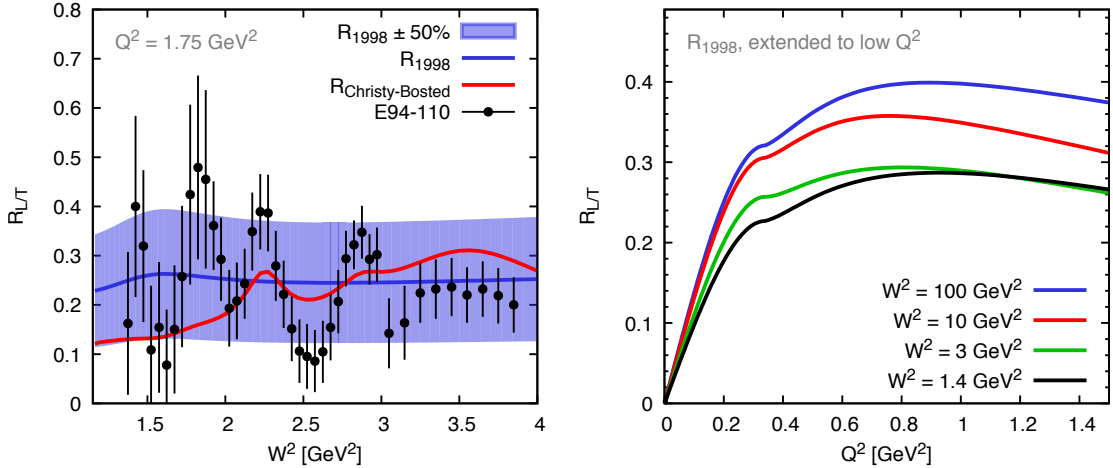 Q² = 1.75 GeV²
R₁₉₉₈ ± 50%
R₁₉₉₈
R_Christy-Bosted
E94-110
0.8
0.7
0.6
0.5
0.4
0.3
0.2
0.1
0
R_L/T
1.5 2 2.5 3 3.5 4
W² [GeV²]
R₁₉₉₈, extended to low Q²
0.4
0.3
0.2
0.1
0
R_L/T
W² = 100 GeV²
W² = 10 GeV²
W² = 3 GeV²
W² = 1.4 GeV²
0 0.2 0.4 0.6 0.8 1 1.2 1.4
Q² [GeV²]